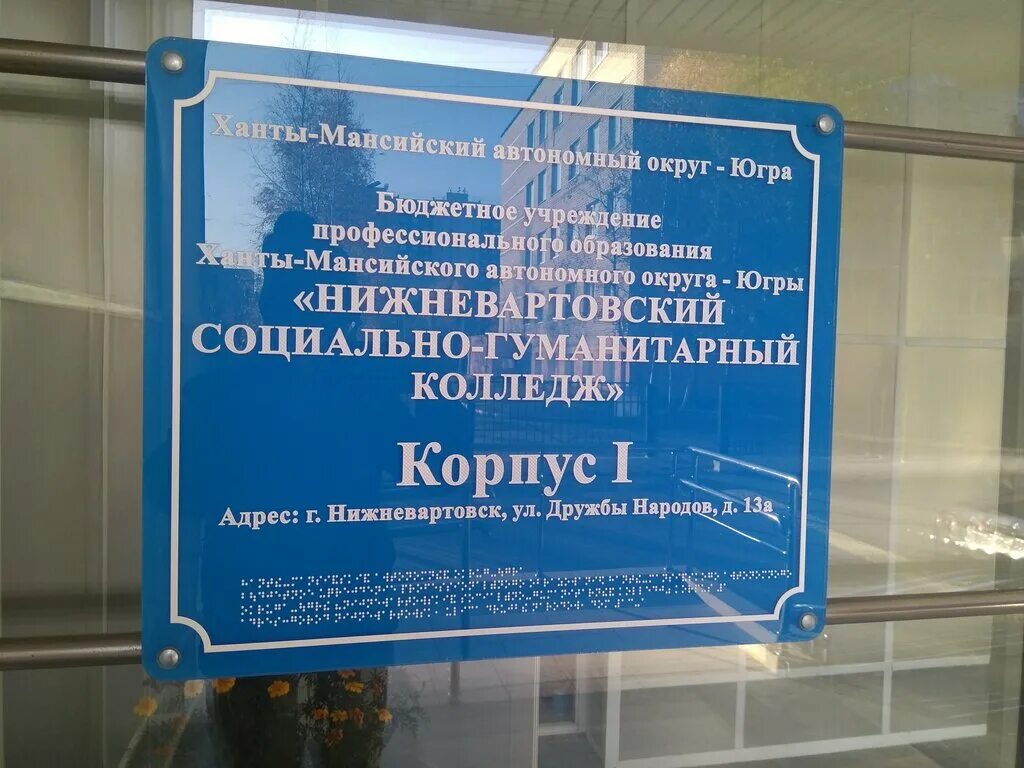 Ханты-Мансийский автономный округ - Югра
Бюджетное учреждение
профессионального образования
Ханты-Мансийского автономного округа - Югры
«НИЖНЕВАРТОВСКИЙ
СОЦИАЛЬНО-ГУМАНИТАРНЫЙ
КОЛЛЕДЖ»
Корпус I
Адрес: г. Нижневартовск, ул. Дружбы Народов, д. 13а